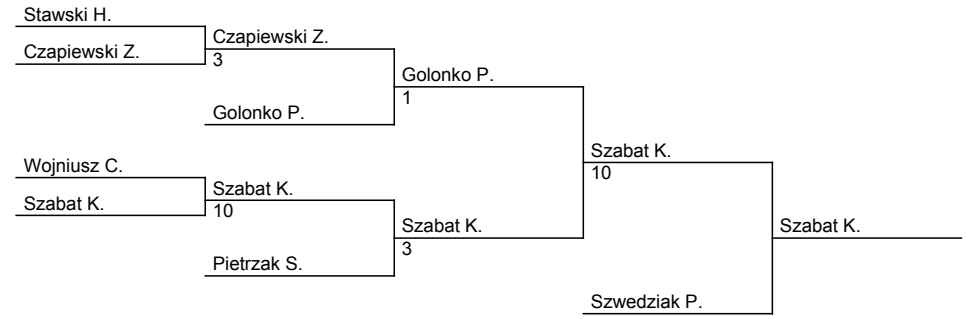 Stawski H.
Czapiewski Z.
Czapiewski Z.
3
Golonko P.
Golonko P.
1
Wojniusz C.
Szabat K.
Szabat K.
10
Pietrzak S.
Szabat K.
3
Szabat K.
10
Szwedziak P.
Szabat K.